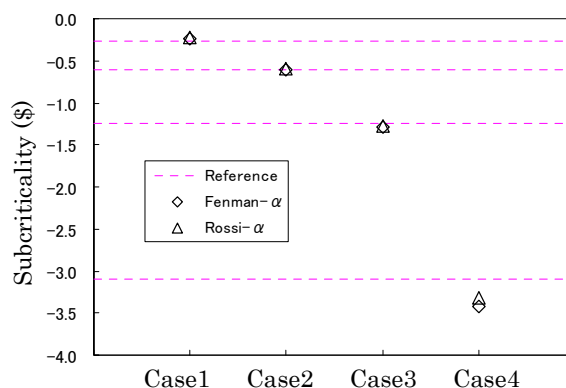 0.0
-0.5
-1.0
-1.5
-2.0
-2.5
-3.0
-3.5
-4.0
Subcriticality ($)
Reference
Fenman-α
Rossi-α
Case1 Case2 Case3 Case4